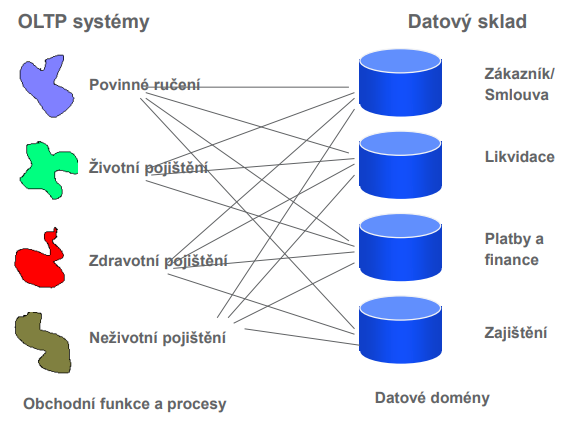 OLTP systémy
Datový sklad
Povinné ručení
Zákazník/
Smlouva
Životní pojištění
Likvidace
Zdravotní pojištění
Platby a
finance
Neživotní pojištění
Zajištění
Obchodní funkce a procesy
Datové domény